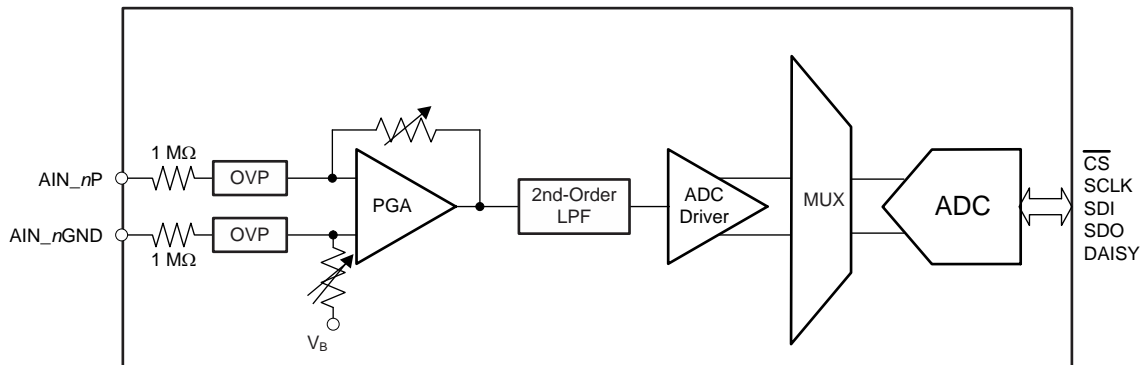 AIN_nP
1 MΩ
OVP
AIN_nGND
1 MΩ
OVP
V_B
PGA
2nd-Order
LPF
ADC
Driver
MUX
ADC
C̅S̅
SCLK
SDI
SDO
DAISY